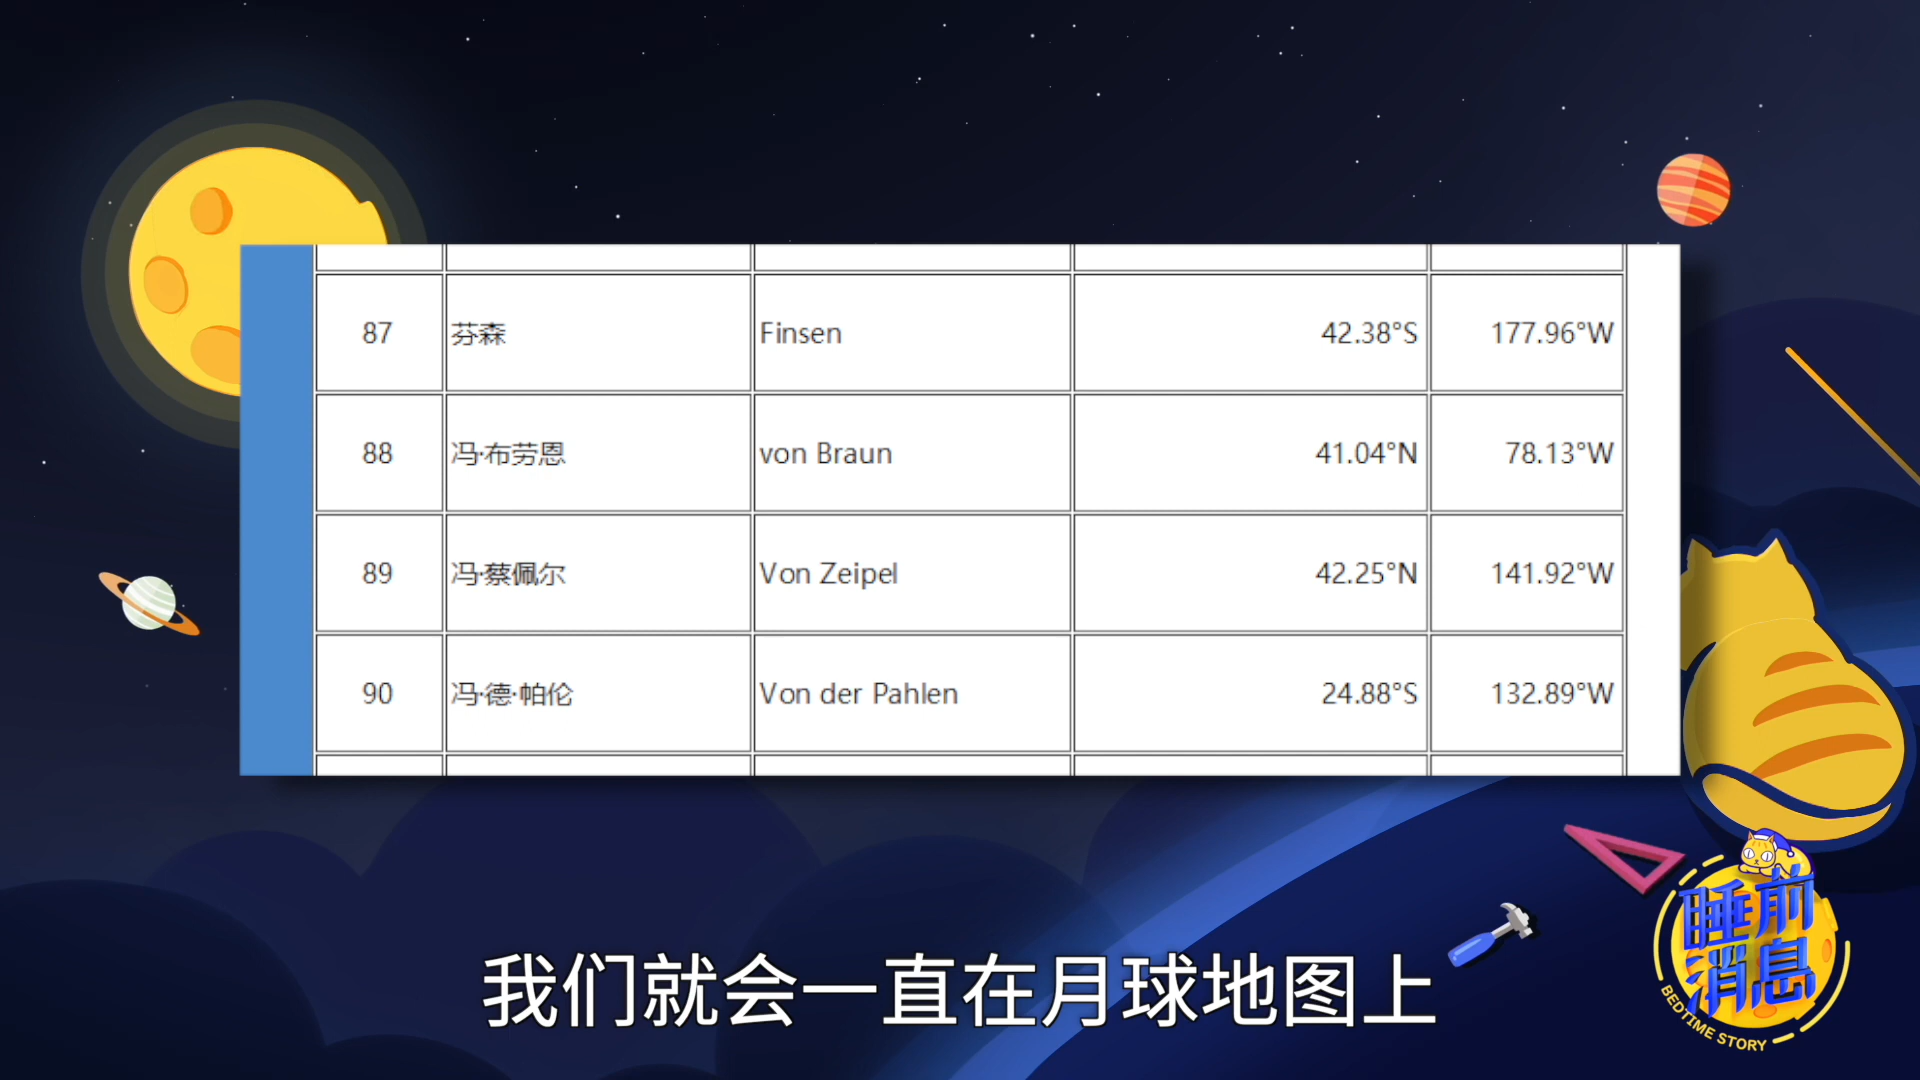 87 芬森 Finsen 42.38°S 177.96°W
88 冯·布劳恩 von Braun 41.04°N 78.13°W
89 冯·蔡佩尔 Von Zeipel 42.25°N 141.92°W
90 冯·德·帕伦 Von der Pahlen 24.88°S 132.89°W
睡前
消息
BEDTIME STORY
我们就会一直在月球地图上